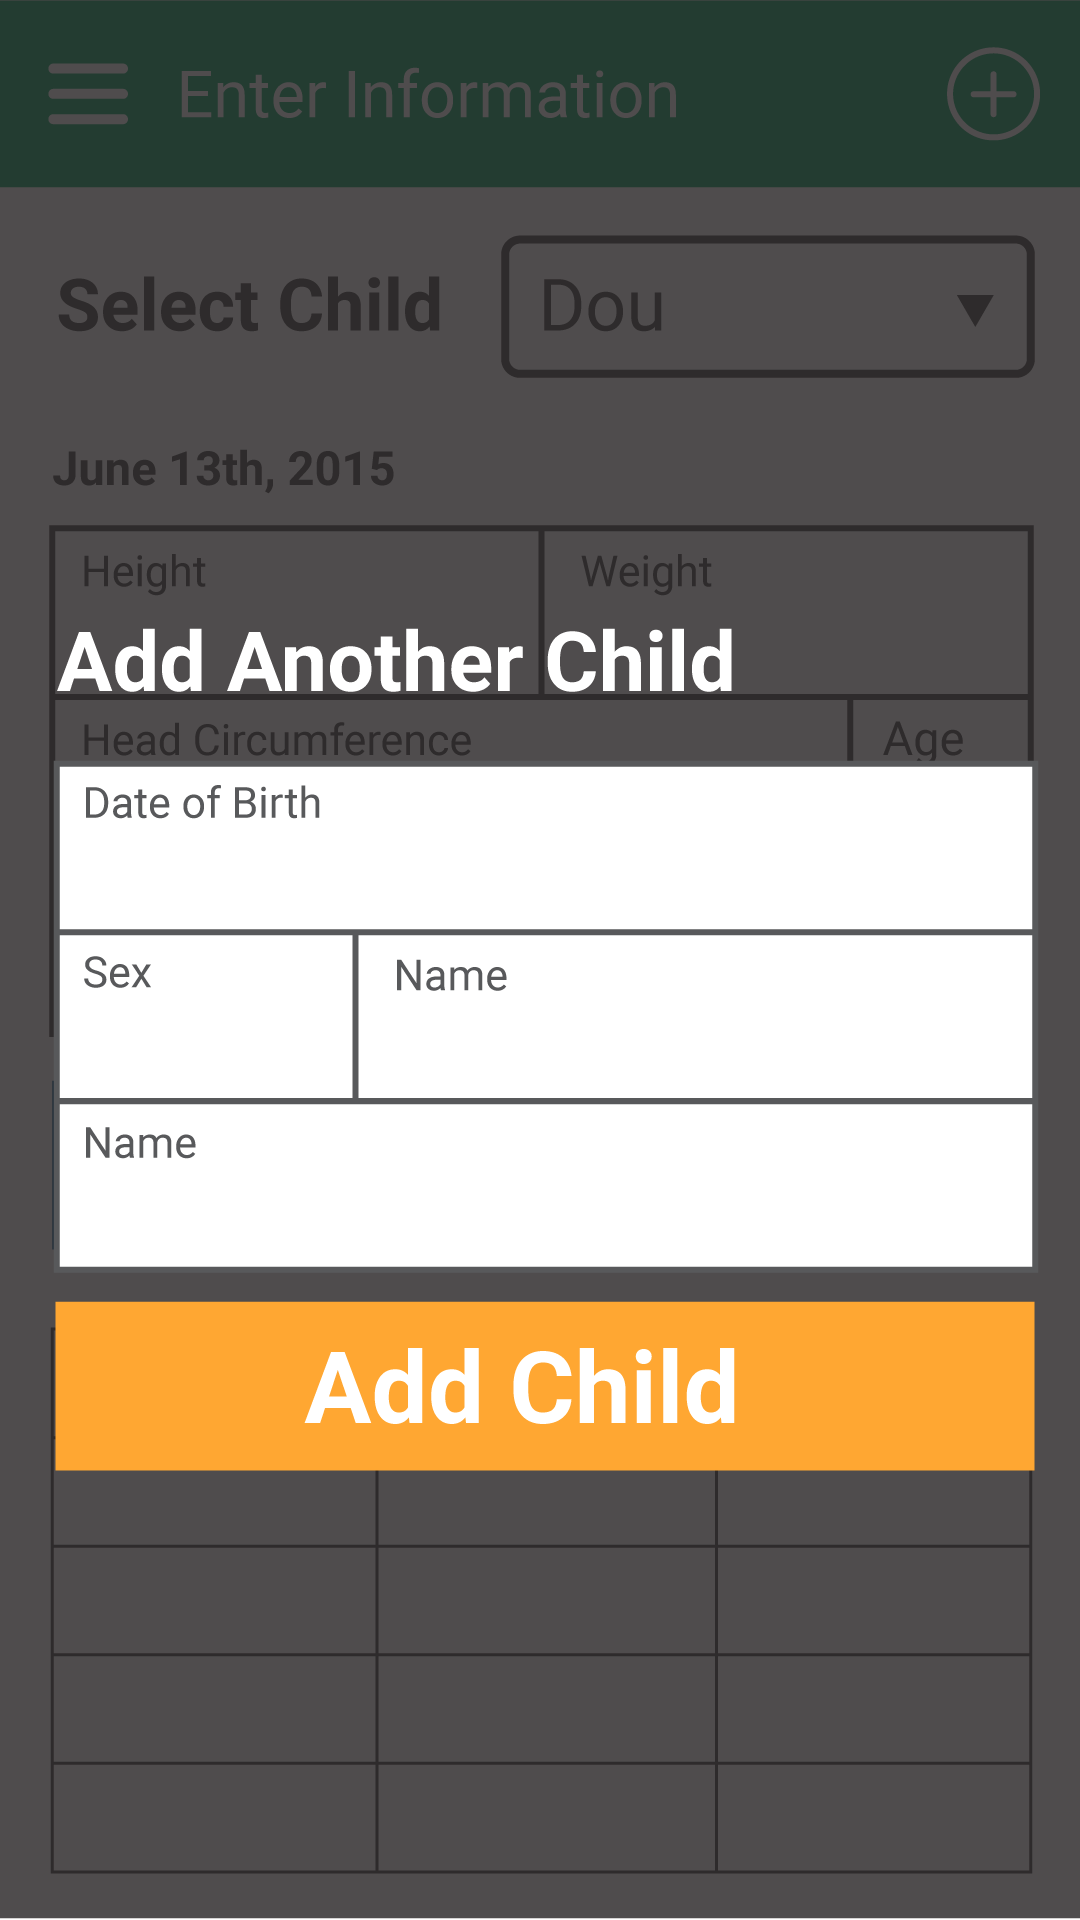 Enter Information
Select Child
Dou
June 13th, 2015
Height
Weight
Add Another Child
Head Circumference
Age
Date of Birth
Sex
Name
Name
Add Child